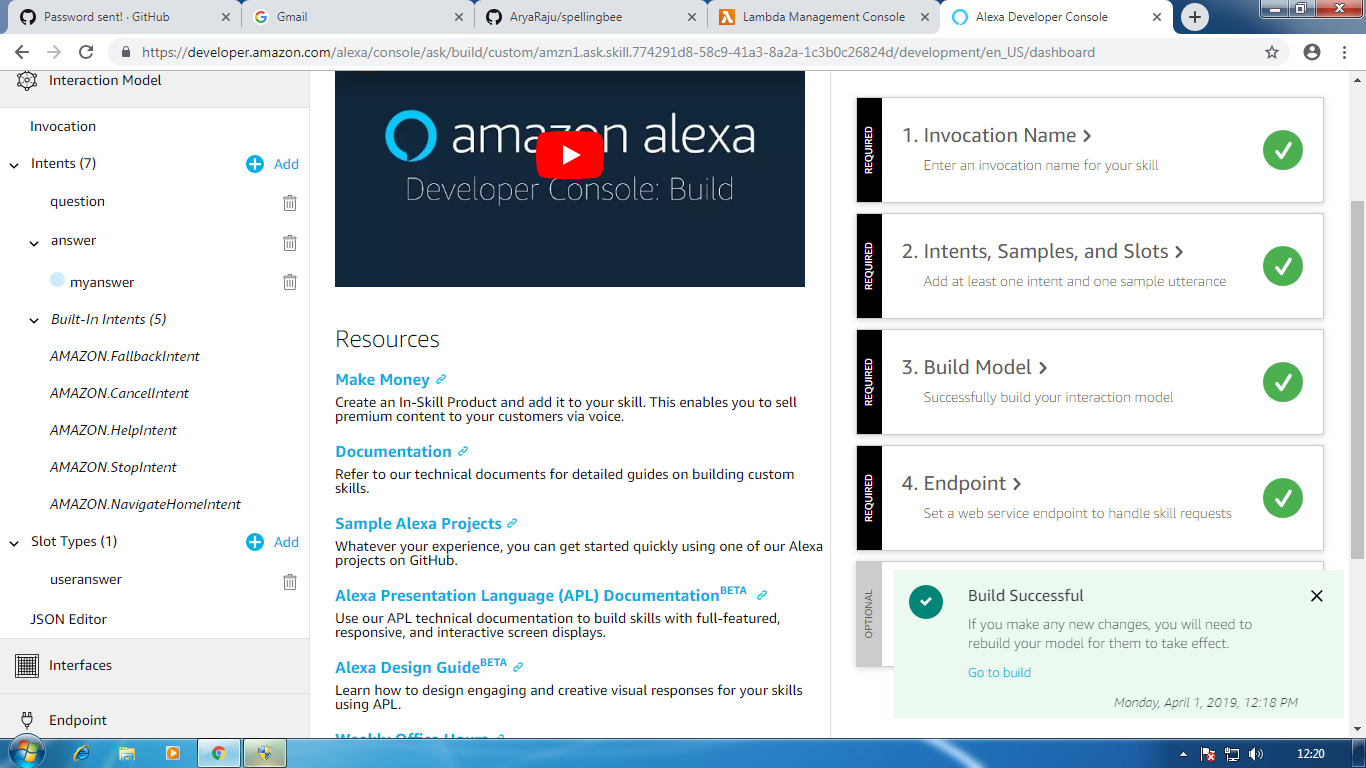 Password sent! · GitHub
Gmail
AryaRaju/spellingbee
Lambda Management Console
Alexa Developer Console
https://developer.amazon.com/alexa/console/ask/build/custom/amzn1.ask.skill.774291d8-58c9-41a3-8a2a-1c3b0c26824d/development/en_US/dashboard
Interaction Model
Invocation
Intents (7)
Add
question
answer
myanswer
Built-In Intents (5)
AMAZON.FallbackIntent
AMAZON.CancelIntent
AMAZON.HelpIntent
AMAZON.StopIntent
AMAZON.NavigateHomeIntent
Slot Types (1)
Add
useranswer
JSON Editor
Interfaces
Endpoint
amazon alexa
Developer Console: Build
Resources
Make Money
Create an In-Skill Product and add it to your skill. This enables you to sell
premium content to your customers via voice.
Documentation
Refer to our technical documents for detailed guides on building custom
skills.
Sample Alexa Projects
Whatever your experience, you can get started quickly using one of our Alexa
projects on GitHub.
Alexa Presentation Language (APL) Documentation BETA
Use our APL technical documentation to build skills with full-featured,
responsive, and interactive screen displays.
Alexa Design Guide BETA
Learn how to design engaging and creative visual responses for your skills
using APL.
Weekly Office Hours
REQUIRED
1. Invocation Name
Enter an invocation name for your skill
REQUIRED
2. Intents, Samples, and Slots
Add at least one intent and one sample utterance
REQUIRED
3. Build Model
Successfully build your interaction model
REQUIRED
4. Endpoint
Set a web service endpoint to handle skill requests
OPTIONAL
Build Successful
If you make any new changes, you will need to
rebuild your model for them to take effect.
Go to build
Monday, April 1, 2019, 12:18 PM
12:20